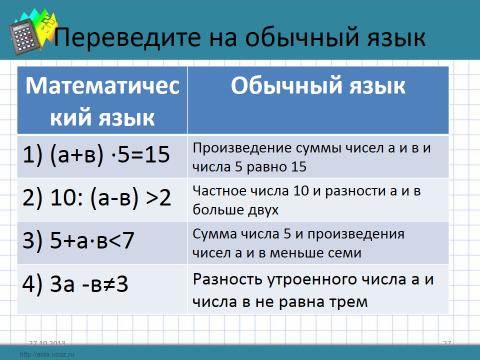 Переведите на обычный язык
Математичес
кий язык
Обычный язык
1) (а+в) ·5=15
Произведение суммы чисел а и в и
числа 5 равно 15
2) 10: (а-в) >2
Частное числа 10 и разности а и в
больше двух
3) 5+а·в<7
Сумма числа 5 и произведения
чисел а и в меньше семи
4) 3а -в≠3
Разность утроенного числа а и
числа в не равна трем
27.10.2013
27
http://aida.ucoz.ru